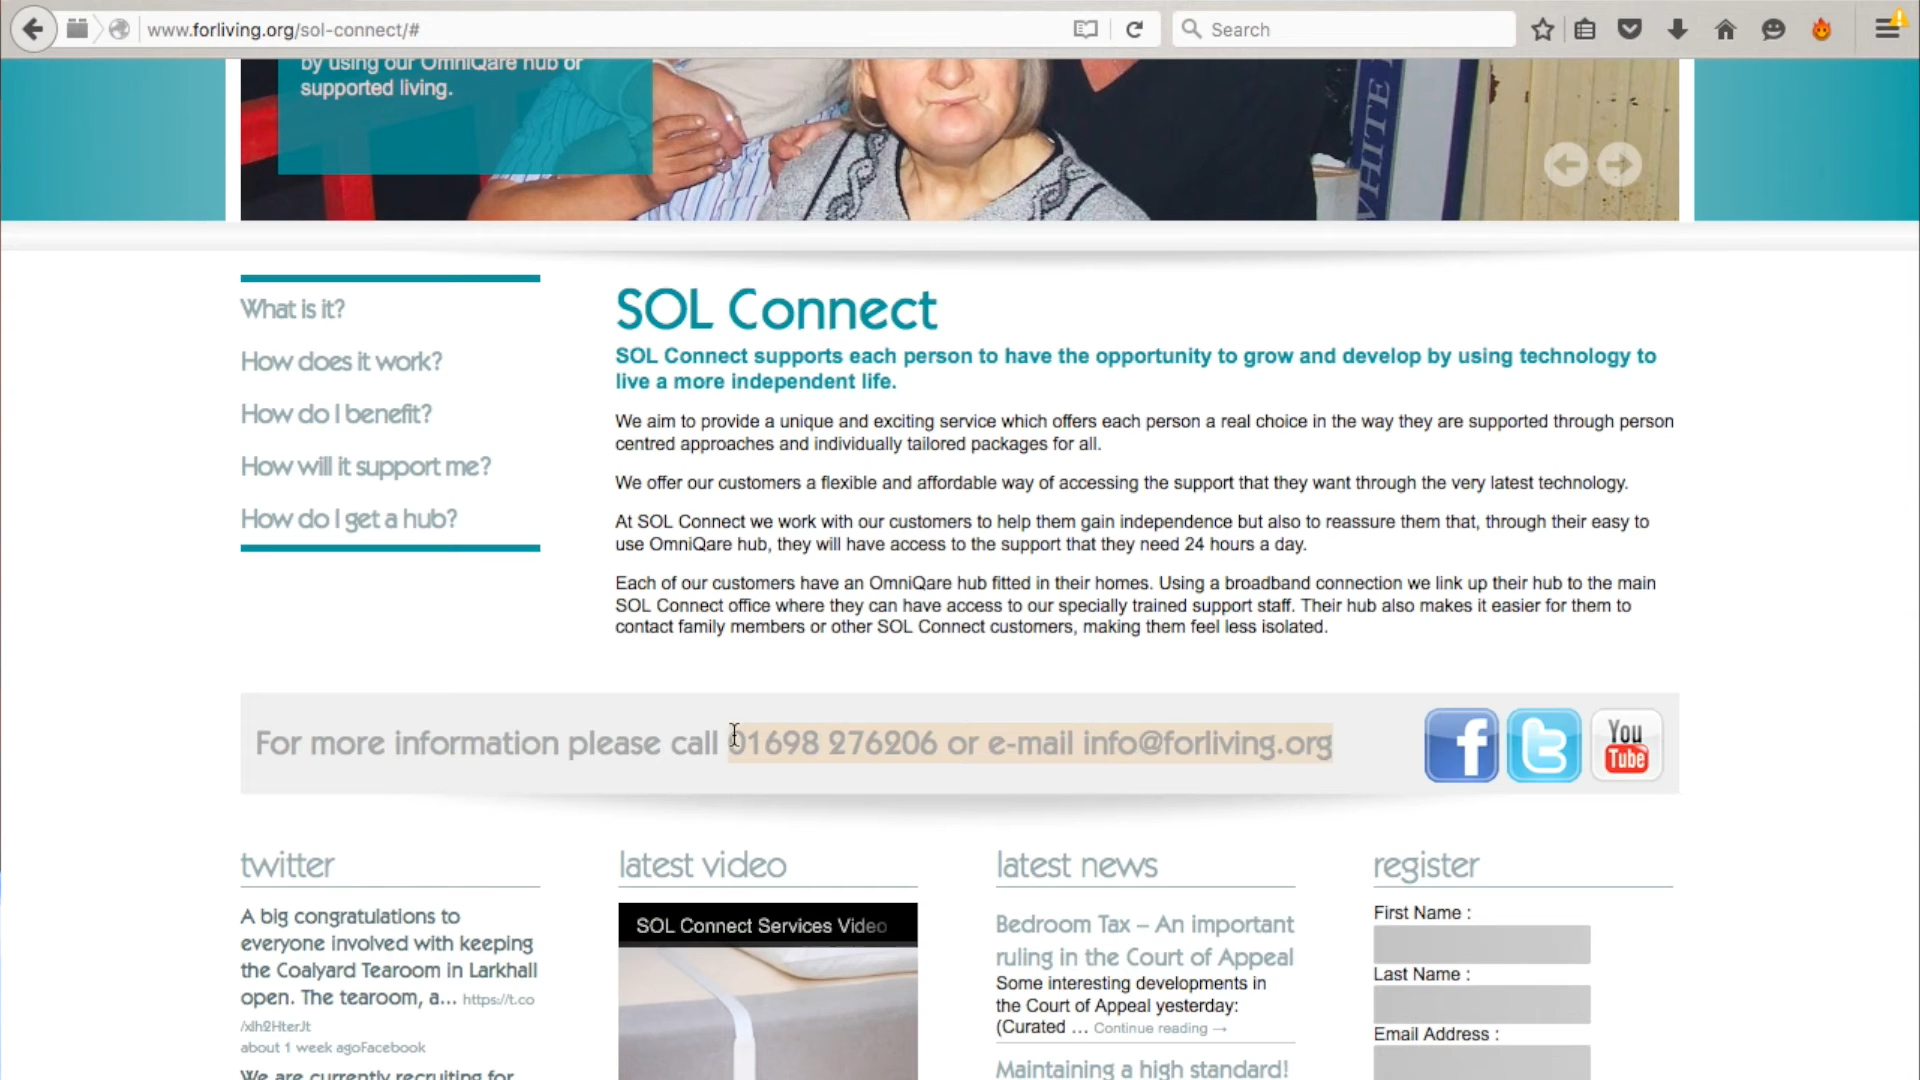 www.forliving.org/sol-connect/#
Search
by using our OmniQare hub or
supported living.
WHITE
What is it?
How does it work?
How do I benefit?
How will it support me?
How do I get a hub?
SOL Connect
SOL Connect supports each person to have the opportunity to grow and develop by using technology to
live a more independent life.
We aim to provide a unique and exciting service which offers each person a real choice in the way they are supported through person
centred approaches and individually tailored packages for all.
We offer our customers a flexible and affordable way of accessing the support that they want through the very latest technology.
At SOL Connect we work with our customers to help them gain independence but also to reassure them that, through their easy to
use OmniQare hub, they will have access to the support that they need 24 hours a day.
Each of our customers have an OmniQare hub fitted in their homes. Using a broadband connection we link up their hub to the main
SOL Connect office where they can have access to our specially trained support staff. Their hub also makes it easier for them to
contact family members or other SOL Connect customers, making them feel less isolated.
For more information please call 01698 276206 or e-mail info@forliving.org
You
Tube
twitter
A big congratulations to
everyone involved with keeping
the Coalyard Tearoom in Larkhall
open. The tearoom, a... https://t.co
/xlh2HterJt
about 1 week agoFacebook
We are currently recruiting for
latest video
SOL Connect Services Video
latest news
Bedroom Tax – An important
ruling in the Court of Appeal
Some interesting developments in
the Court of Appeal yesterday:
(Curated … Continue reading →
Maintaining a high standard!
register
First Name :
Last Name :
Email Address :